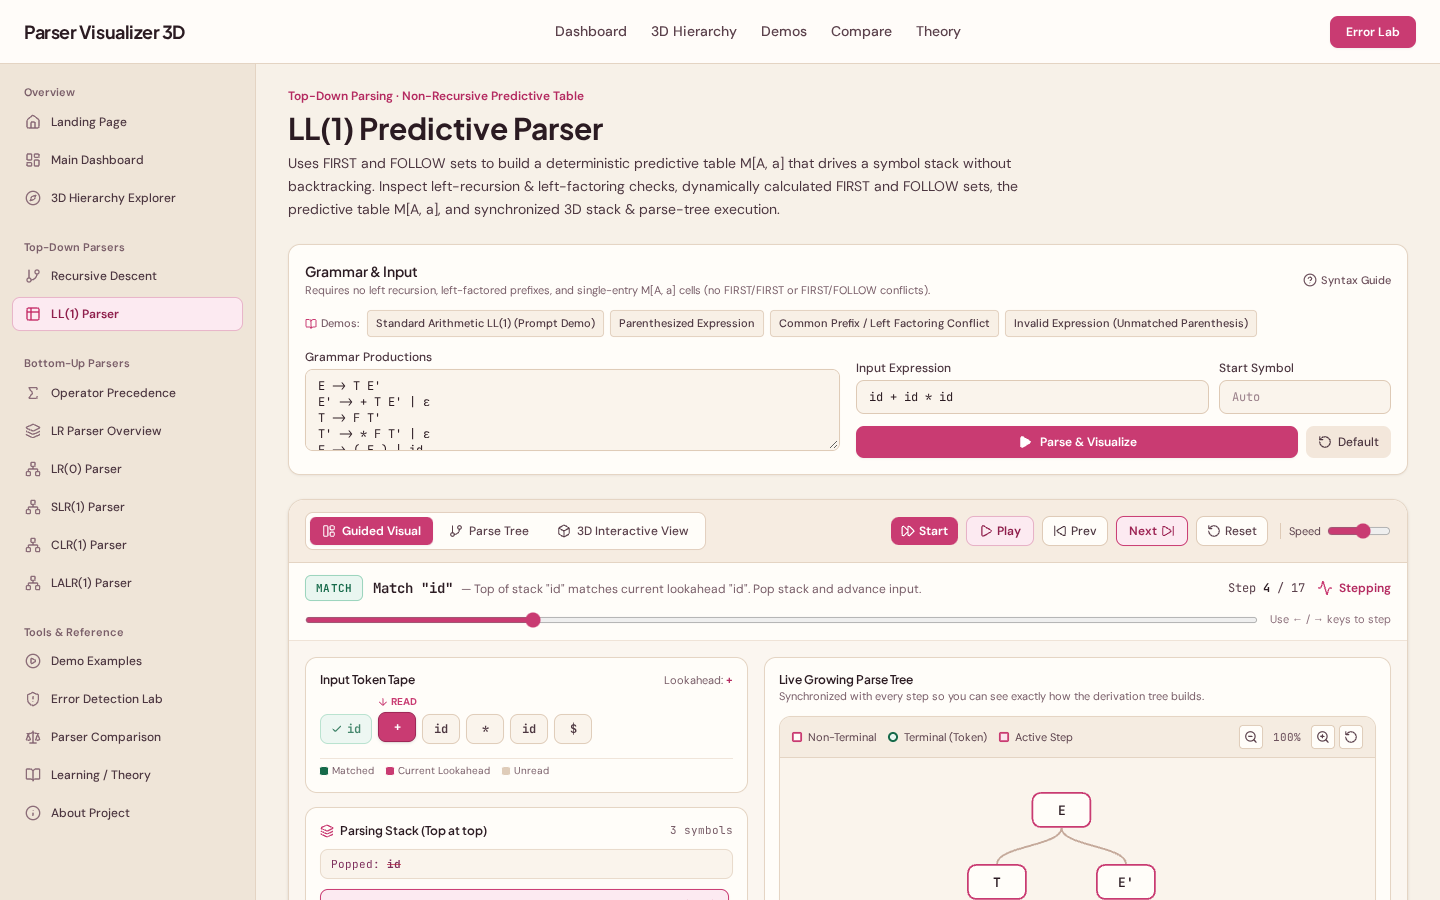 Parser Visualizer 3D
Dashboard
3D Hierarchy
Demos
Compare
Theory
Error Lab
Overview
Landing Page
Main Dashboard
3D Hierarchy Explorer
Top-Down Parsers
Recursive Descent
LL(1) Parser
Bottom-Up Parsers
Operator Precedence
LR Parser Overview
LR(0) Parser
SLR(1) Parser
CLR(1) Parser
LALR(1) Parser
Tools & Reference
Demo Examples
Error Detection Lab
Parser Comparison
Learning / Theory
About Project
Top-Down Parsing · Non-Recursive Predictive Table
LL(1) Predictive Parser
Uses FIRST and FOLLOW sets to build a deterministic predictive table M[A, a] that drives a symbol stack without
backtracking. Inspect left-recursion & left-factoring checks, dynamically calculated FIRST and FOLLOW sets, the
predictive table M[A, a], and synchronized 3D stack & parse-tree execution.
Grammar & Input
Requires no left recursion, left-factored prefixes, and single-entry M[A, a] cells (no FIRST/FIRST or FIRST/FOLLOW conflicts).
Syntax Guide
Demos:
Standard Arithmetic LL(1) (Prompt Demo)
Parenthesized Expression
Common Prefix / Left Factoring Conflict
Invalid Expression (Unmatched Parenthesis)
Grammar Productions
E → T E'
E' → + T E' | ε
T → F T'
T' → * F T' | ε
F → ( E ) | id
Input Expression
id + id * id
Start Symbol
Auto
Parse & Visualize
Default
Guided Visual
Parse Tree
3D Interactive View
Start
Play
Prev
Next
Reset
Speed
MATCH
Match "id" — Top of stack "id" matches current lookahead "id". Pop stack and advance input.
Step 4 / 17
Stepping
Use ← / → keys to step
Input Token Tape
Lookahead: +
↓ READ
✓ id
+
id
*
id
$
Matched
Current Lookahead
Unread
Parsing Stack (Top at top)
3 symbols
Popped: id
Live Growing Parse Tree
Synchronized with every step so you can see exactly how the derivation tree builds.
Non-Terminal
Terminal (Token)
Active Step
100%
E
T
E'